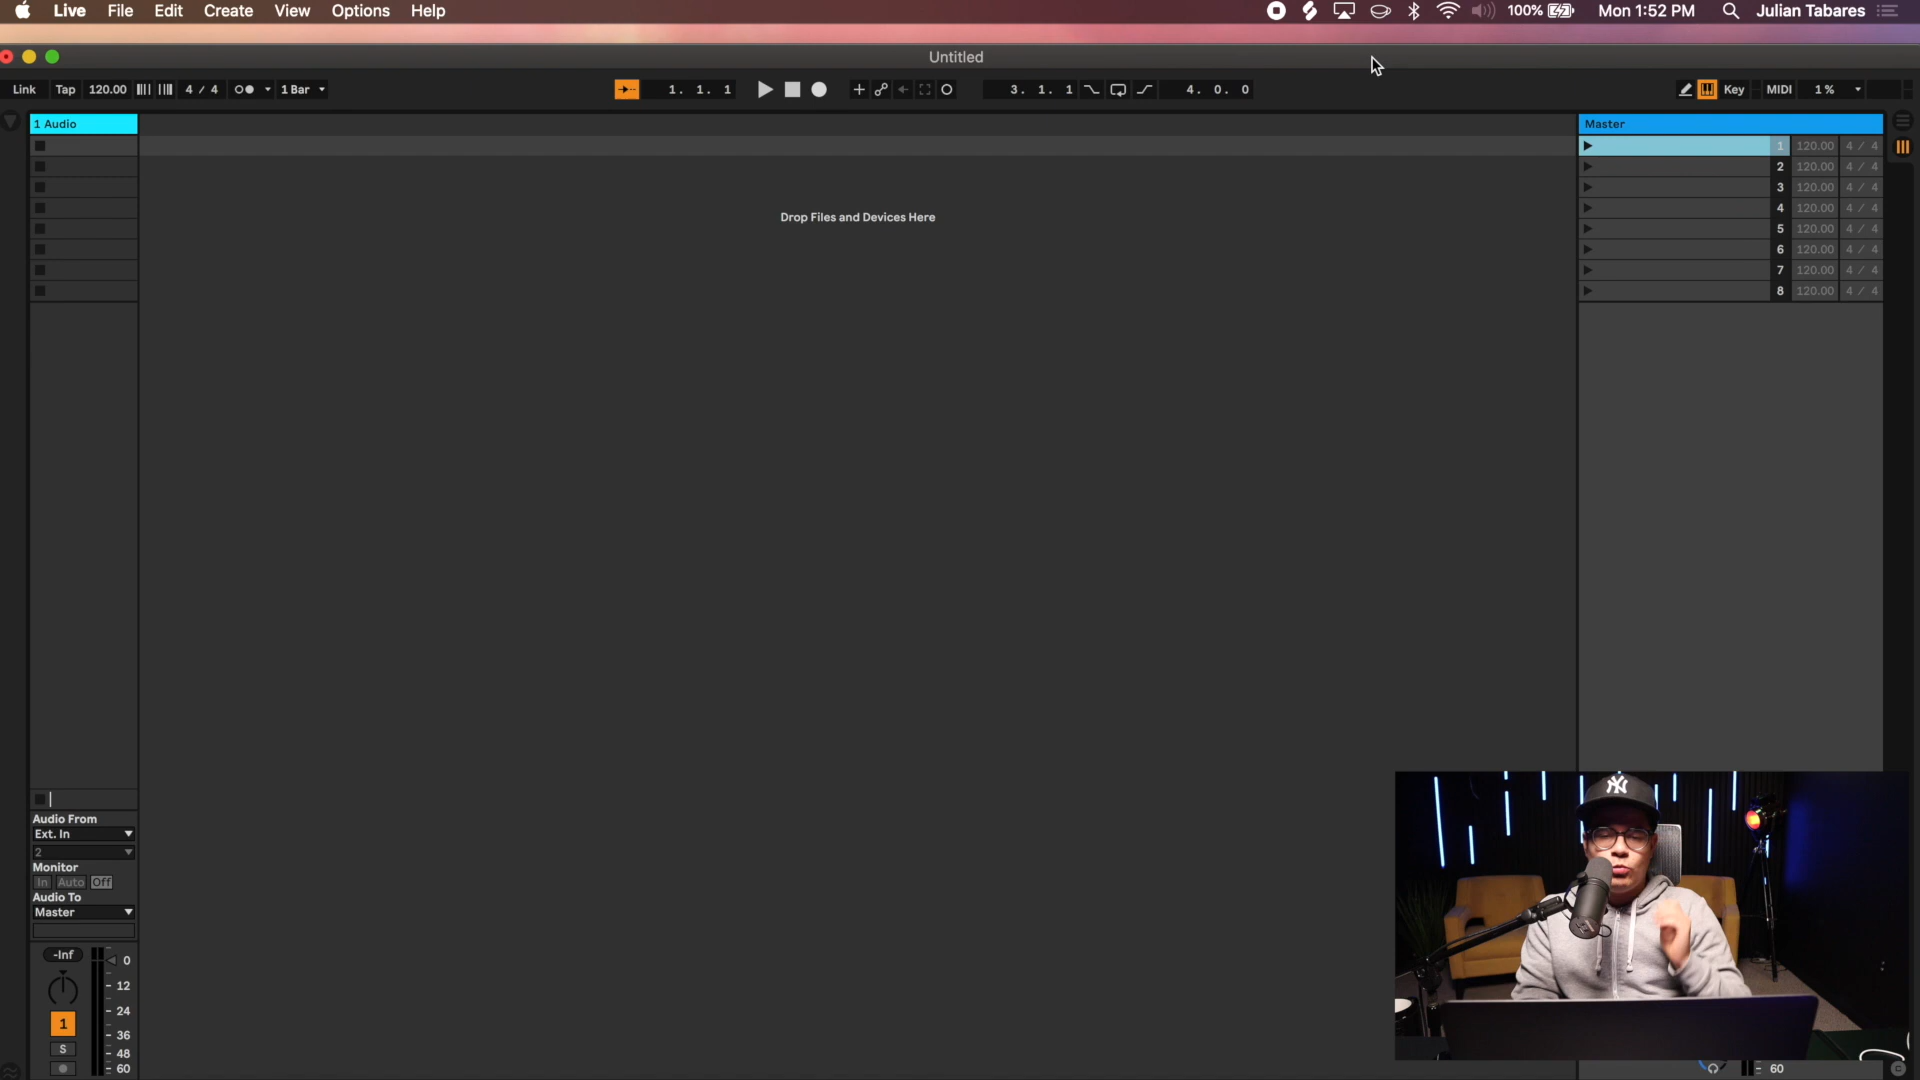 Live File Edit Create View Options Help 100% Mon 1:52 PM Julian Tabares
Untitled
Link Tap 120.00 4 / 4 1 Bar 1. 1. 1 3. 1. 1 4. 0. 0 Key MIDI 1 %
1 Audio Master
1 120.00 4 / 4
2 120.00 4 / 4
3 120.00 4 / 4
Drop Files and Devices Here
4 120.00 4 / 4
5 120.00 4 / 4
6 120.00 4 / 4
7 120.00 4 / 4
8 120.00 4 / 4
Audio From
Ext. In
2
Monitor
In Auto Off
Audio To
Master
-Inf
0
12
24
1
36
S
48
60
60
NY
C